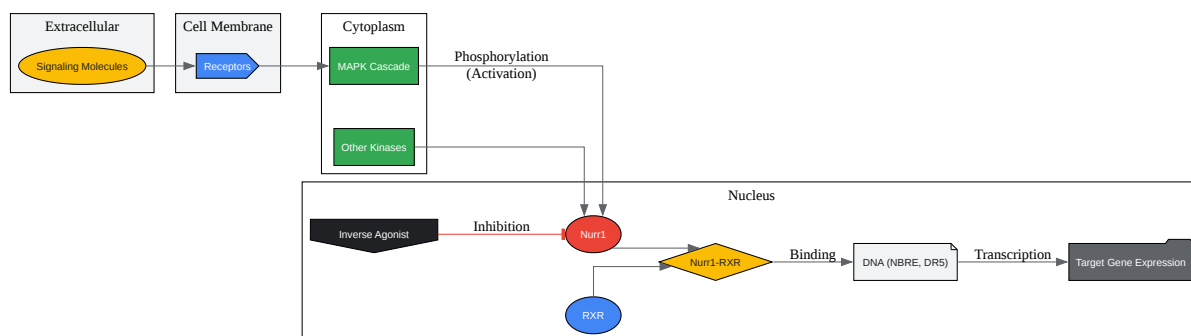 Extracellular
Cell Membrane
Cytoplasm
Signaling Molecules
Receptors
MAPK Cascade
Phosphorylation
(Activation)
Other Kinases
Nucleus
Inverse Agonist
Inhibition
Nurr1
Nurr1-RXR
Binding
DNA (NBRE, DR5)
Transcription
Target Gene Expression
RXR